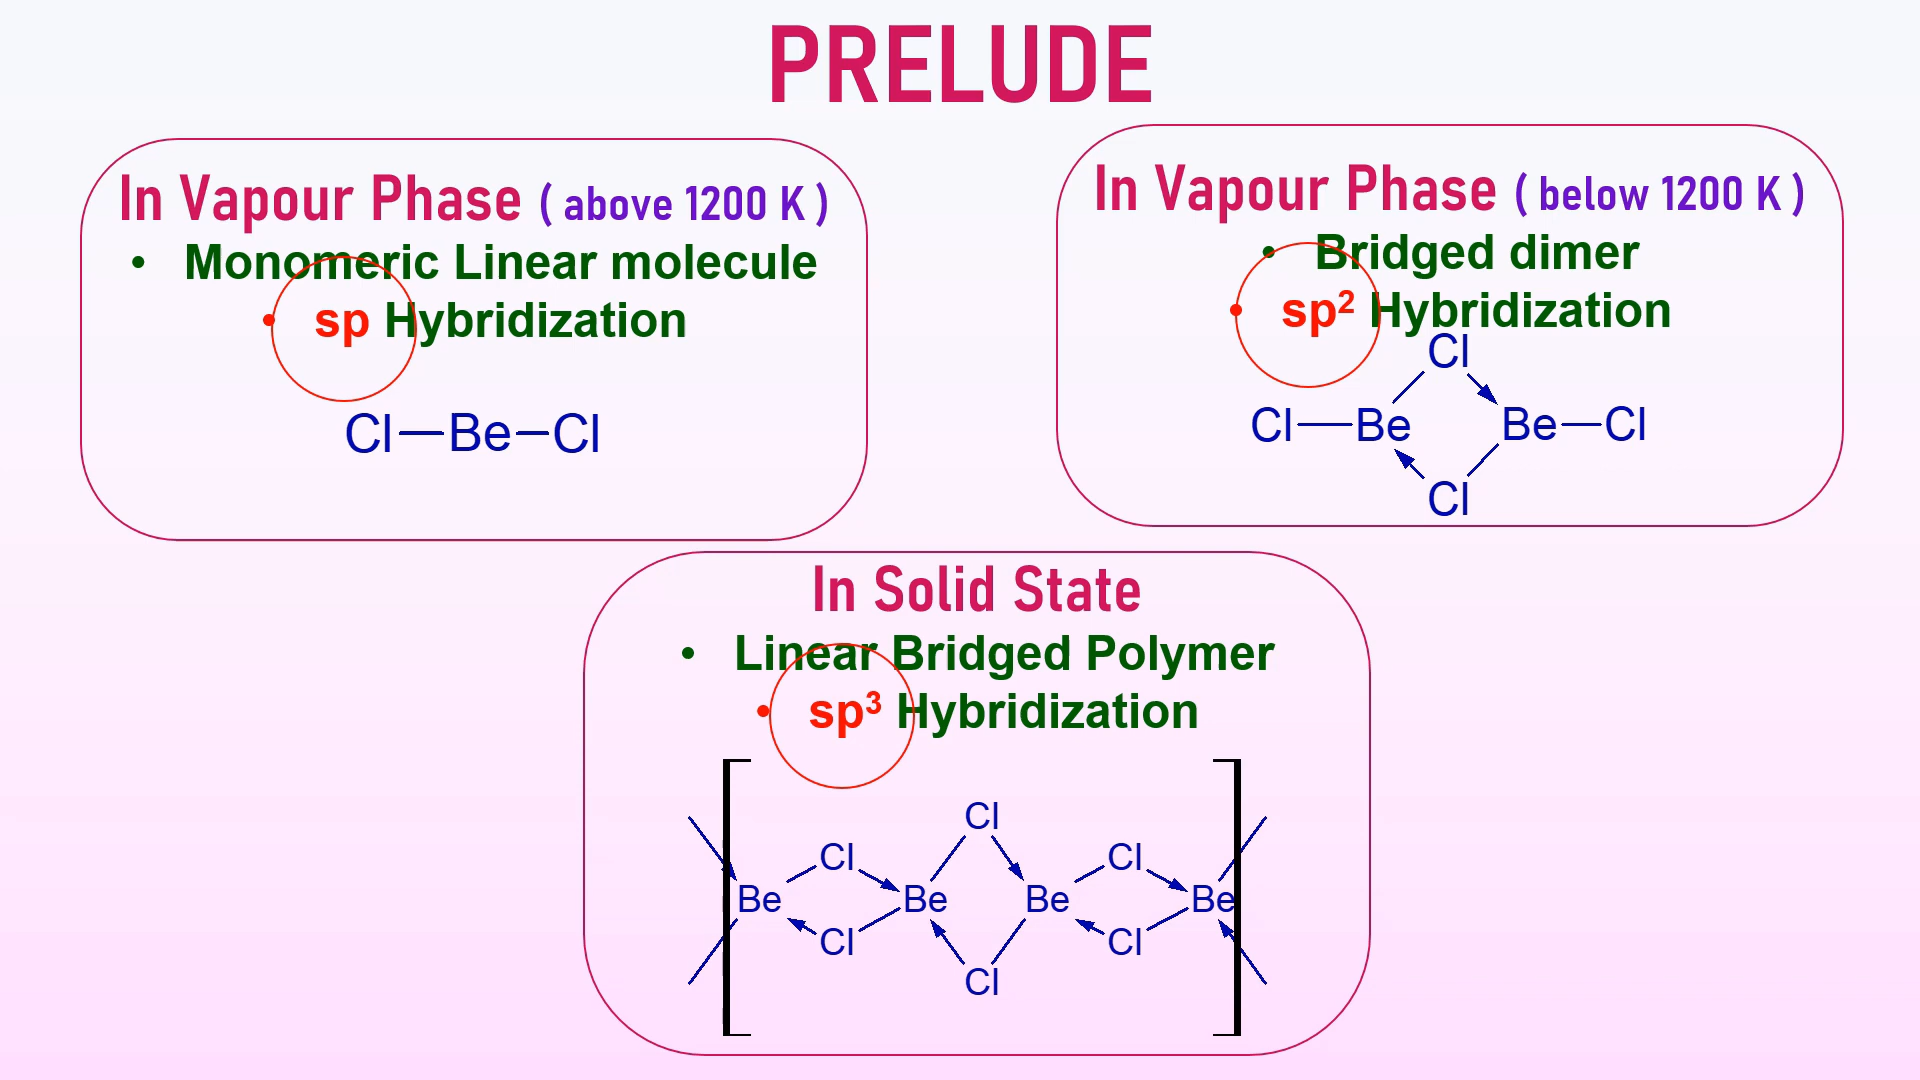 PRELUDE
In Vapour Phase ( above 1200 K )
• Monomeric Linear molecule
• sp Hybridization
Cl—Be—Cl
In Vapour Phase ( below 1200 K )
• Bridged dimer
• sp² Hybridization
Cl
Cl—Be Be—Cl
Cl
In Solid State
• Linear Bridged Polymer
• sp³ Hybridization
Cl
Cl Cl
Be Be Be Be
Cl Cl
Cl